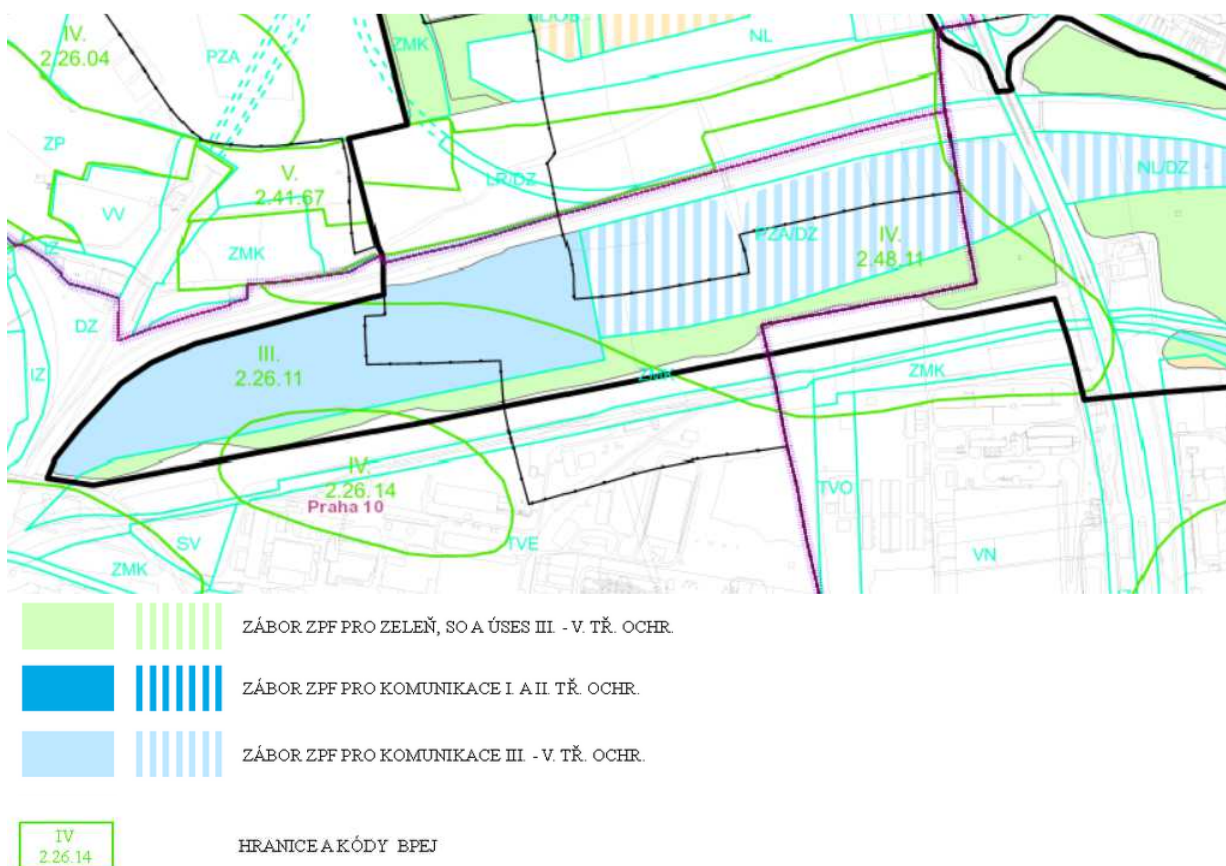 NL/OB
IV.
2.26.04
PZA
ZMK
NL
ZP
V.
2.41.67
VV
LR/DZ
NL/DZ
IZ
ZMK
PZA/DZ
IV.
2.48.11
DZ
IZ
III.
2.26.11
ZMK
ZMK
IV.
2.26.14
Praha 10
TVO
SV
TVE
VN
ZMK
ZÁBOR ZPF PRO ZELEŇ, SO A ÚSES III. - V. TŘ. OCHR.
ZÁBOR ZPF PRO KOMUNIKACE I. A II. TŘ. OCHR.
ZÁBOR ZPF PRO KOMUNIKACE III. - V. TŘ. OCHR.
IV
2.26.14
HRANICE A KÓDY BPEJ